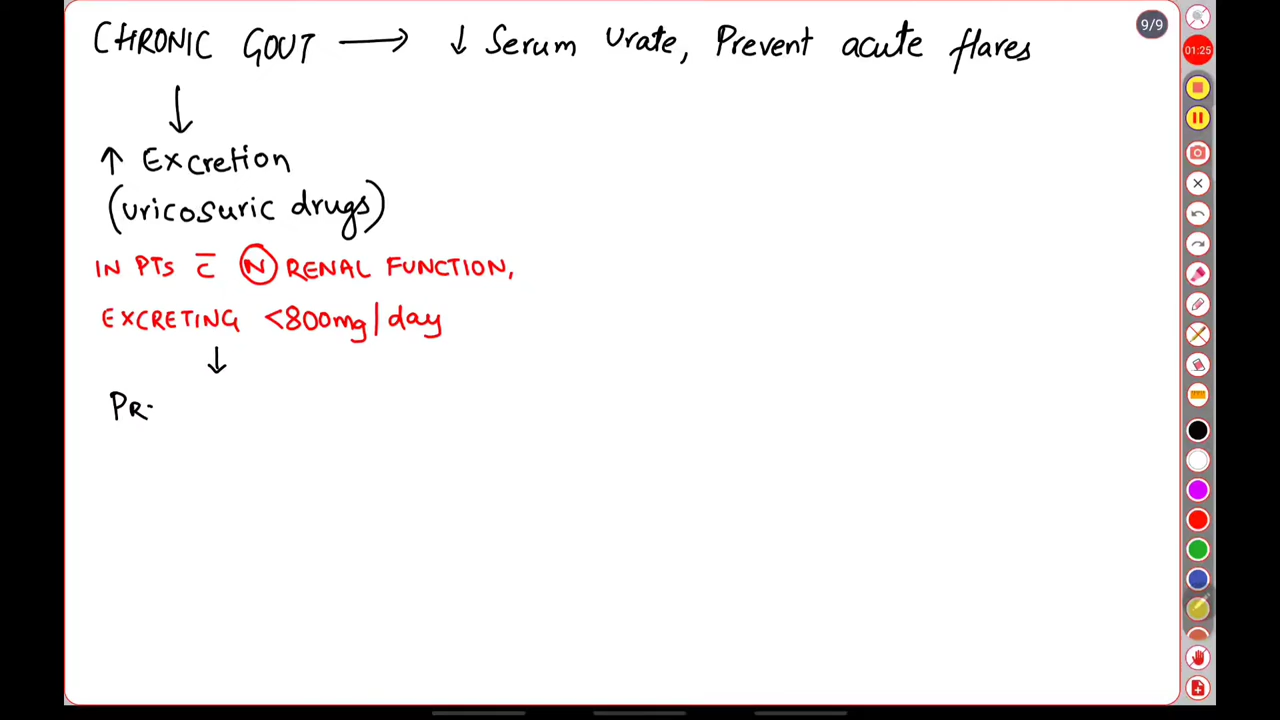 CHRONIC GOUT → ↓ Serum Urate, Prevent acute flares
↓
↑ Excretion
(uricosuric drugs)
IN PTs c̅ Ⓝ RENAL FUNCTION,
EXCRETING <800mg/day
↓
PR
9/9
01:25